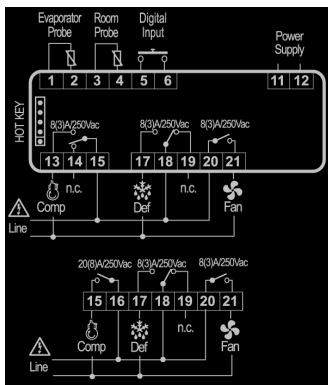 Evaporator Probe
Room Probe
Digital Input
Power Supply
1 2 3 4 5 6 11 12
HOT KEY
8(3)A/250Vac 8(3)A/250Vac 8(3)A/250Vac
13 14 15 17 18 19 20 21
Comp n.c. Def n.c. Fan
Line
20(8)A/250Vac 8(3)A/250Vac 8(3)A/250Vac
15 16 17 18 19 20 21
Comp Def n.c. Fan
Line